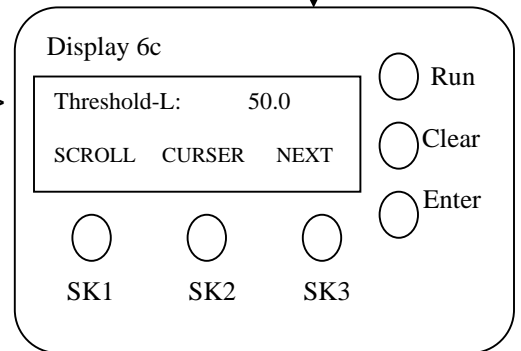 Display 6c
Run
Threshold-L: 50.0
Clear
SCROLL CURSER NEXT
Enter
SK1 SK2 SK3